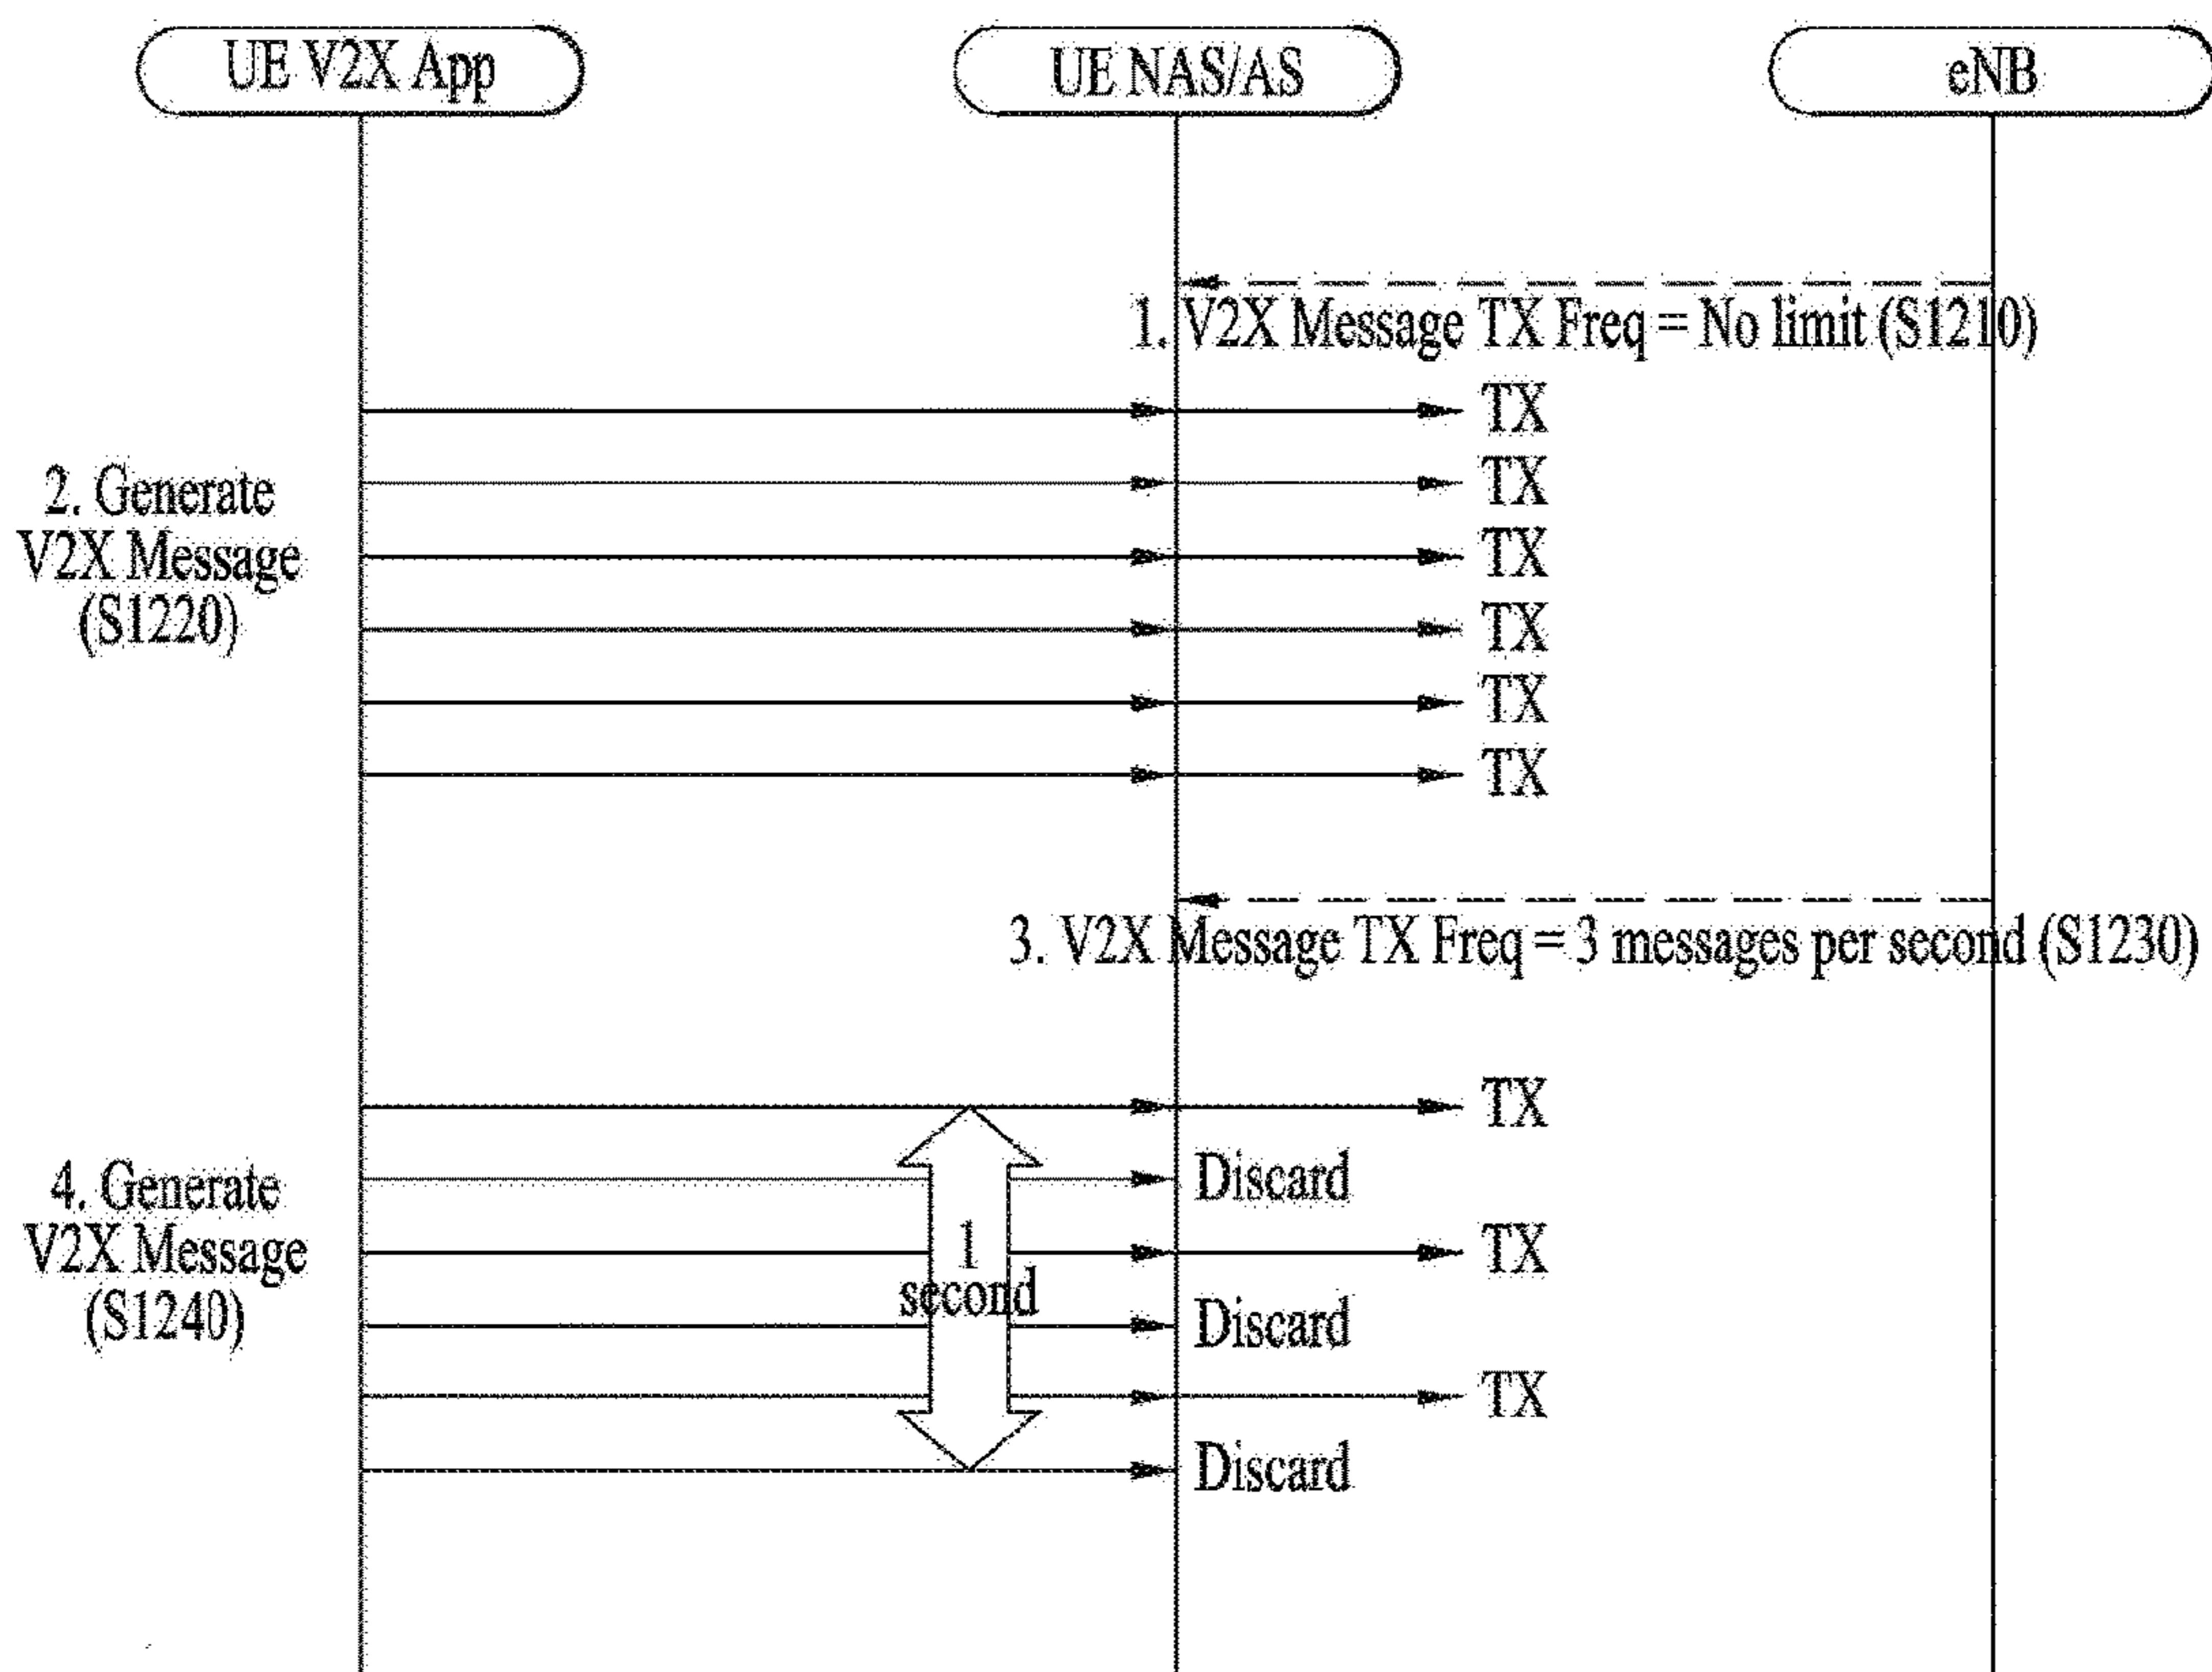 UE V2X App
UE NAS/AS
eNB
1. V2X Message TX Freq = No limit (S1210)
2. Generate
V2X Message
(S1220)
TX
TX
TX
TX
TX
TX
3. V2X Message TX Freq = 3 messages per second (S1230)
4. Generate
V2X Message
(S1240)
1
second
TX
Discard
TX
Discard
TX
Discard